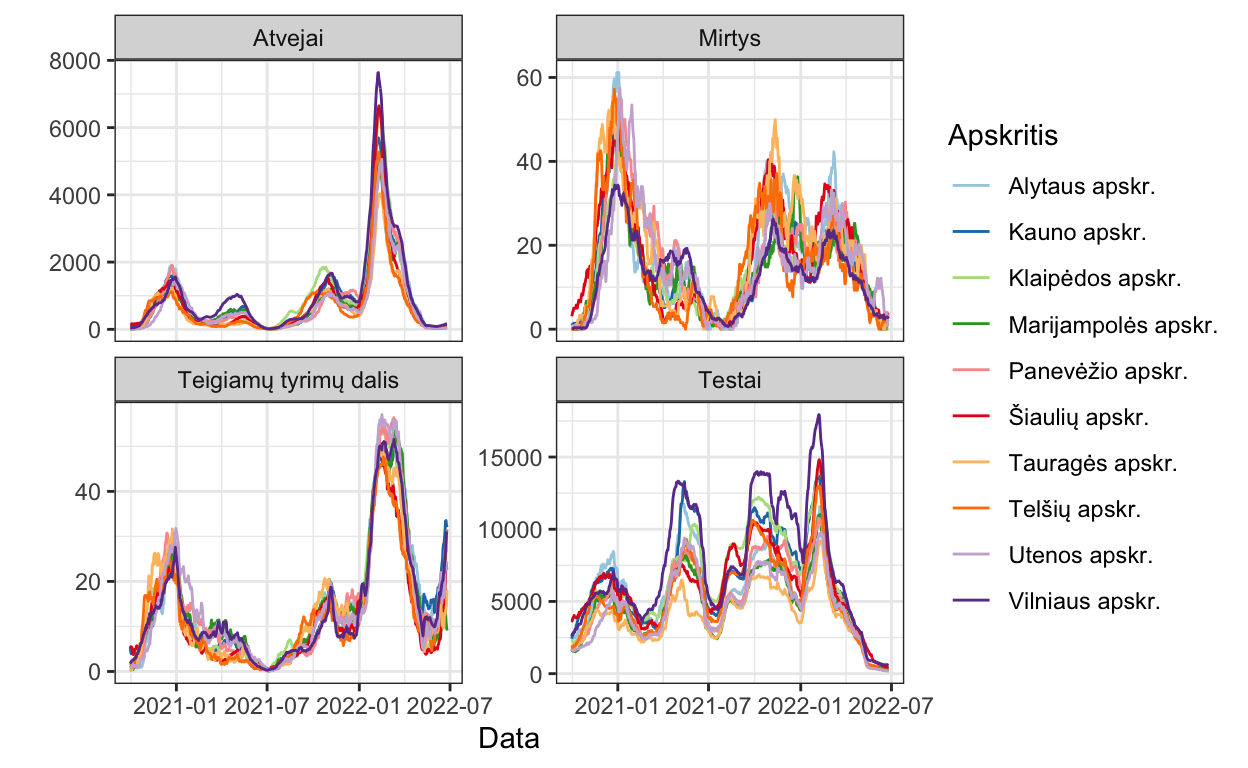 Atvejai
8000
6000
4000
2000
0
Mirtys
60
40
20
0
Teigiamų tyrimų dalis
40
20
0
2021-01 2021-07 2022-01 2022-07
Testai
15000
10000
5000
0
2021-01 2021-07 2022-01 2022-07
Data
Apskritis
Alytaus apskr.
Kauno apskr.
Klaipėdos apskr.
Marijampolės apskr.
Panevėžio apskr.
Šiaulių apskr.
Tauragės apskr.
Telšių apskr.
Utenos apskr.
Vilniaus apskr.